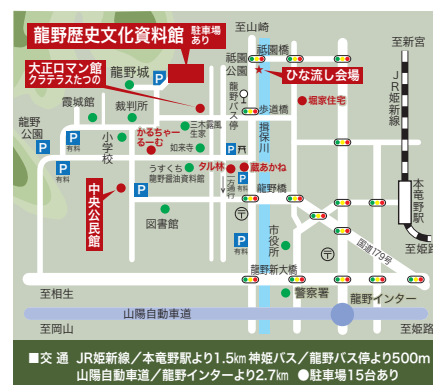 至山崎
龍野歴史文化資料館 駐車場あり
祇園橋
至新宮
大正ロマン館
クラテラスたつの
龍野城
P
祇園公園
ひな流し会場
JR姫新線
霞城館
裁判所
龍野バス停
堀家住宅
歩道橋
龍野公園
P
小学校
かるちゃーるーむ
三木露風生家
如来寺
揖保川
P
有料
P
有料
うすくち龍野醤油資料館
タル林
蔵あかね
P
有料
一方通行
本竜野駅
中央公民館
P
龍野橋
図書館
P
有料
市役所
国道179号
至姫路
龍野新大橋
至相生
警察署
龍野インター
山陽自動車道
至岡山
至姫路
■交 通 JR姫新線/本竜野駅より1.5km 神姫バス/龍野バス停より500m
山陽自動車道/龍野インターより2.7km ●駐車場15台あり